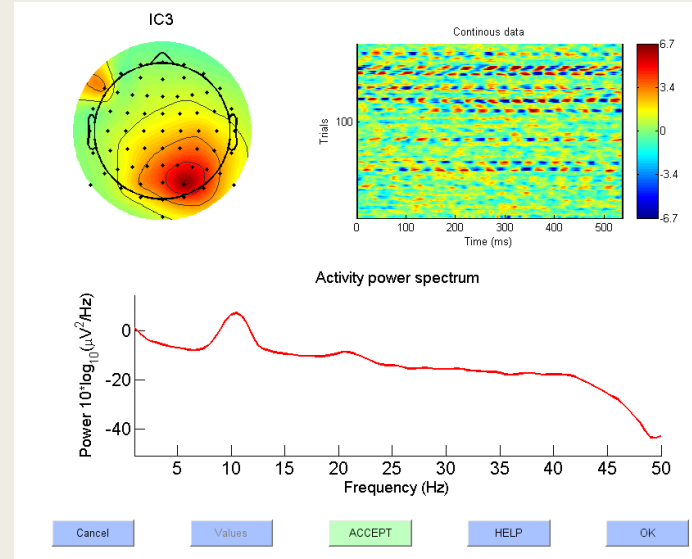 IC3
Continous data
Trials
100
0 100 200 300 400 500
Time (ms)
6.7
3.4
0
-3.4
-6.7
Activity power spectrum
Power 10*log10(μV2/Hz)
0
-20
-40
5 10 15 20 25 30 35 40 45 50
Frequency (Hz)
Cancel Values ACCEPT HELP OK